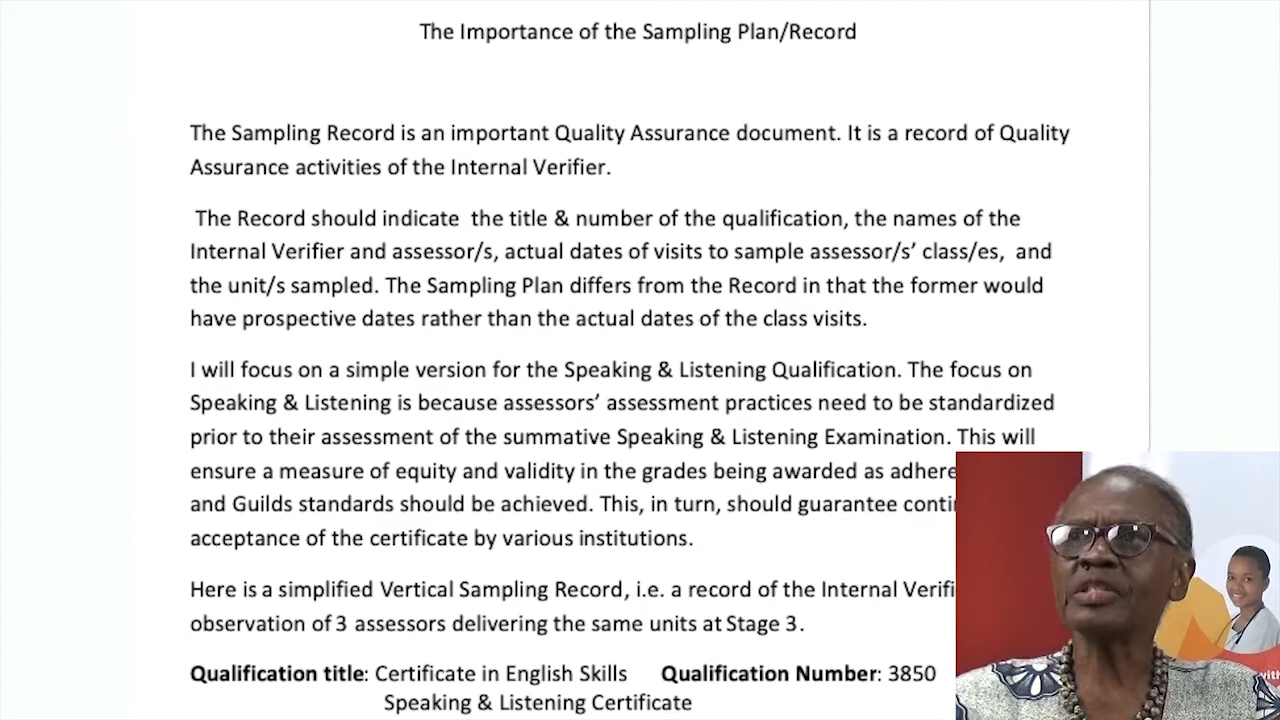 The Importance of the Sampling Plan/Record
The Sampling Record is an important Quality Assurance document. It is a record of Quality
Assurance activities of the Internal Verifier.
The Record should indicate the title & number of the qualification, the names of the
Internal Verifier and assessor/s, actual dates of visits to sample assessor/s’ class/es, and
the unit/s sampled. The Sampling Plan differs from the Record in that the former would
have prospective dates rather than the actual dates of the class visits.
I will focus on a simple version for the Speaking & Listening Qualification. The focus on
Speaking & Listening is because assessors’ assessment practices need to be standardized
prior to their assessment of the summative Speaking & Listening Examination. This will
ensure a measure of equity and validity in the grades being awarded as adhere
and Guilds standards should be achieved. This, in turn, should guarantee conti
acceptance of the certificate by various institutions.
Here is a simplified Vertical Sampling Record, i.e. a record of the Internal Verifi
observation of 3 assessors delivering the same units at Stage 3.
Qualification title: Certificate in English Skills Qualification Number: 3850
Speaking & Listening Certificate
with